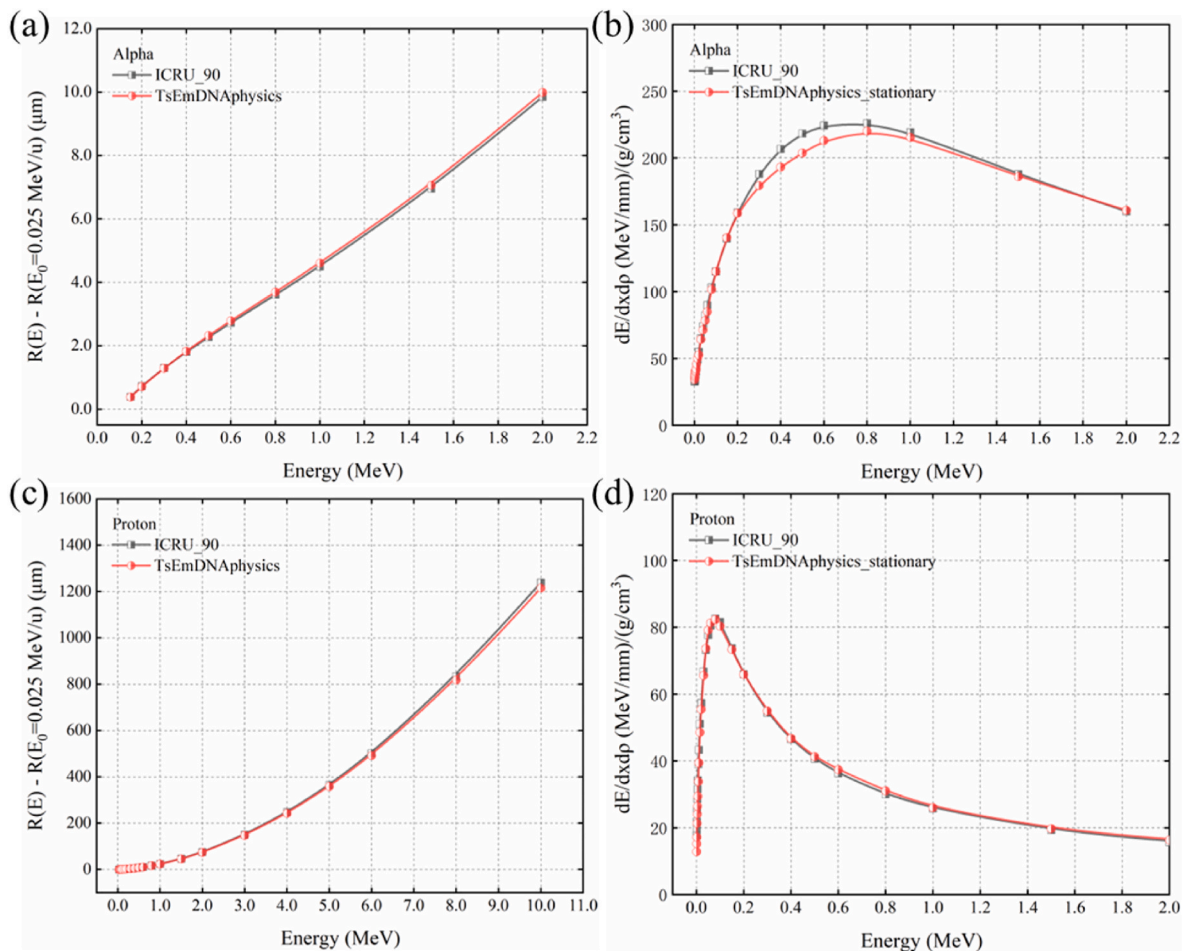 (a)
12.0
10.0
8.0
6.0
4.0
2.0
0.0
R(E) - R(E₀=0.025 MeV/u) (μm)
Alpha
ICRU_90
TsEmDNAphysics
0.0 0.2 0.4 0.6 0.8 1.0 1.2 1.4 1.6 1.8 2.0 2.2
Energy (MeV)
(b)
300
250
200
150
100
50
0
dE/dxdρ (MeV/mm)/(g/cm³)
Alpha
ICRU_90
TsEmDNAphysics_stationary
0.0 0.2 0.4 0.6 0.8 1.0 1.2 1.4 1.6 1.8 2.0 2.2
Energy (MeV)
(c)
1600
1400
1200
1000
800
600
400
200
0
R(E) - R(E₀=0.025 MeV/u) (μm)
Proton
ICRU_90
TsEmDNAphysics
0.0 1.0 2.0 3.0 4.0 5.0 6.0 7.0 8.0 9.0 10.0 11.0
Energy (MeV)
(d)
120
100
80
60
40
20
0
dE/dxdρ (MeV/mm)/(g/cm³)
Proton
ICRU_90
TsEmDNAphysics_stationary
0.0 0.2 0.4 0.6 0.8 1.0 1.2 1.4 1.6 1.8 2.0
Energy (MeV)